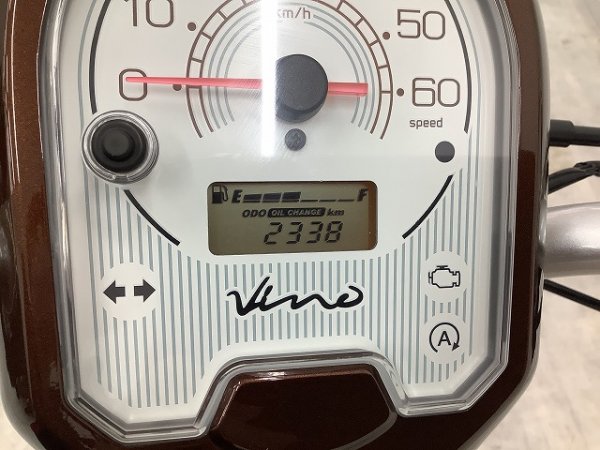 km/h
10 50
0 60
speed
E F
ODO OIL CHANGE km
2338
Vino
A